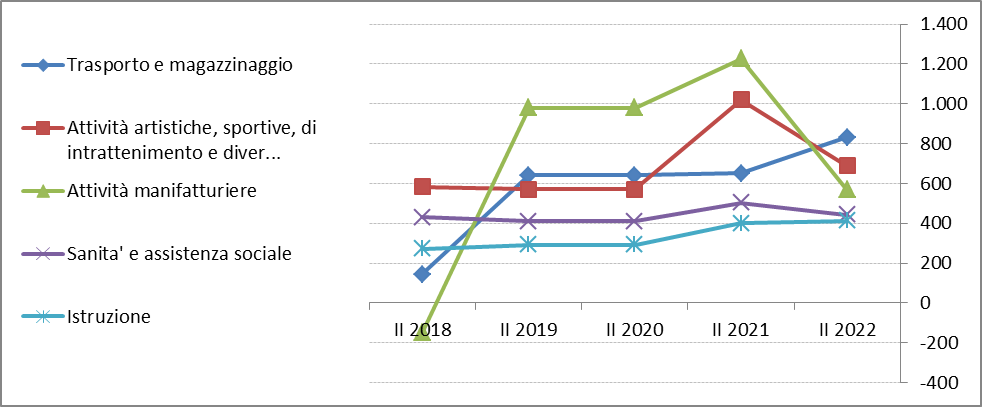 Trasporto e magazzinaggio
Attività artistiche, sportive, di
intrattenimento e diver...
Attività manifatturiere
Sanita' e assistenza sociale
Istruzione
1.400
1.200
1.000
800
600
400
200
0
-200
-400
II 2018 II 2019 II 2020 II 2021 II 2022